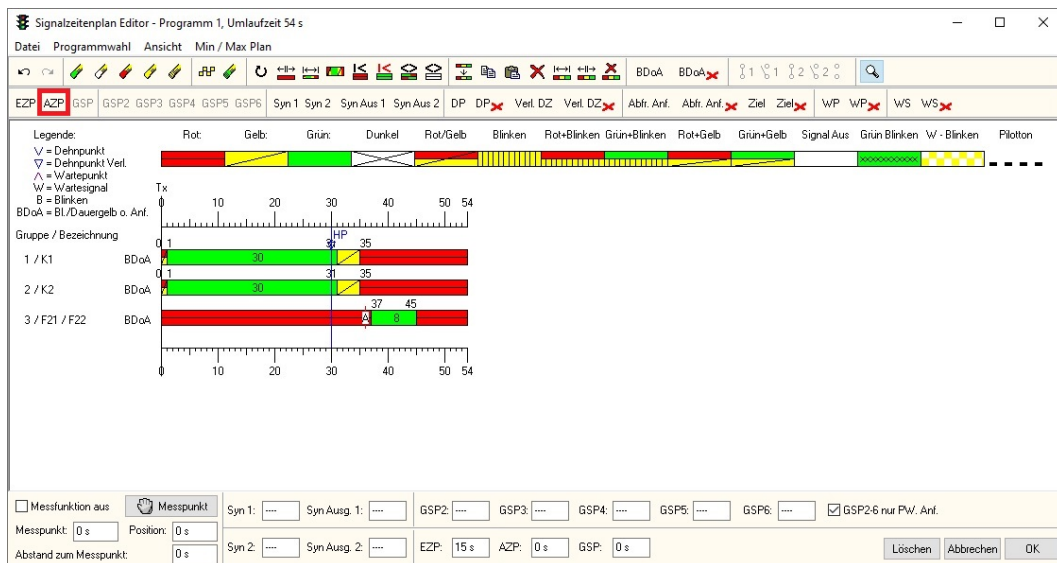 Signalzeitenplan Editor - Programm 1, Umlaufzeit 54 s
Datei Programmwahl Ansicht Min / Max Plan
BDoA BDoA 1 1 2 2
EZP AZP GSP GSP2 GSP3 GSP4 GSP5 GSP6 Syn 1 Syn 2 Syn Aus 1 Syn Aus 2 DP DP Verl. DZ Verl. DZ Abfr. Anf. Abfr. Anf. Ziel Ziel WP WP WS WS
Legende: Rot: Gelb: Grün: Dunkel Rot/Gelb Blinken Rot+Blinken Grün+Blinken Rot+Gelb Grün+Gelb Signal Aus Grün Blinken W - Blinken Pilotton
V = Dehnpunkt
∇ = Dehnpunkt Verl.
Λ = Wartepunkt
W = Wartesignal
B = Blinken
BDoA = Bl./Dauergelb o. Anf.
Tx
0 10 20 30 40 50 54
Gruppe / Bezeichnung
HP
0 1 31 35
1 / K1 BDoA 30
0 1 31 35
2 / K2 BDoA 30
37 45
3 / F21 / F22 BDoA A 8
0 10 20 30 40 50 54
Messfunktion aus Messpunkt Syn 1: ---- Syn Ausg. 1: ---- GSP2: ---- GSP3: ---- GSP4: ---- GSP5: ---- GSP6: ---- GSP2-6 nur PW. Anf.
Messpunkt: 0 s Position: 0 s
Abstand zum Messpunkt: 0 s Syn 2: ---- Syn Ausg. 2: ---- EZP: 15 s AZP: 0 s GSP: 0 s Löschen Abbrechen OK